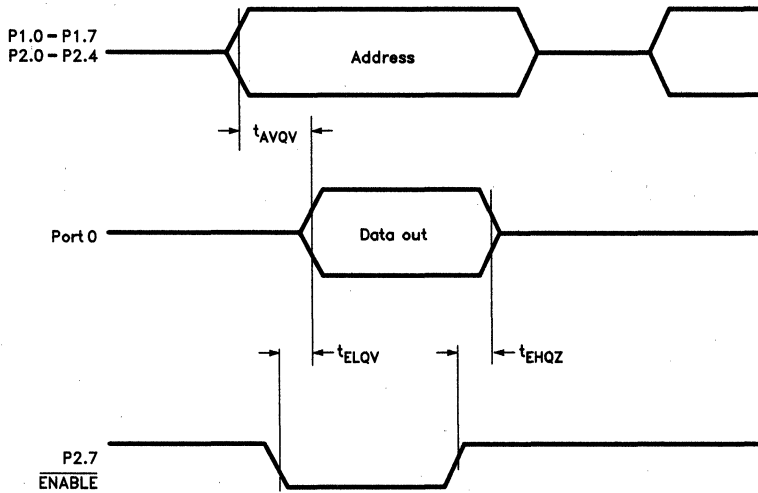 P1.0 – P1.7
P2.0 – P2.4
Address
tAVQV
Port 0
Data out
tELQV
tEHQZ
P2.7
ENABLE